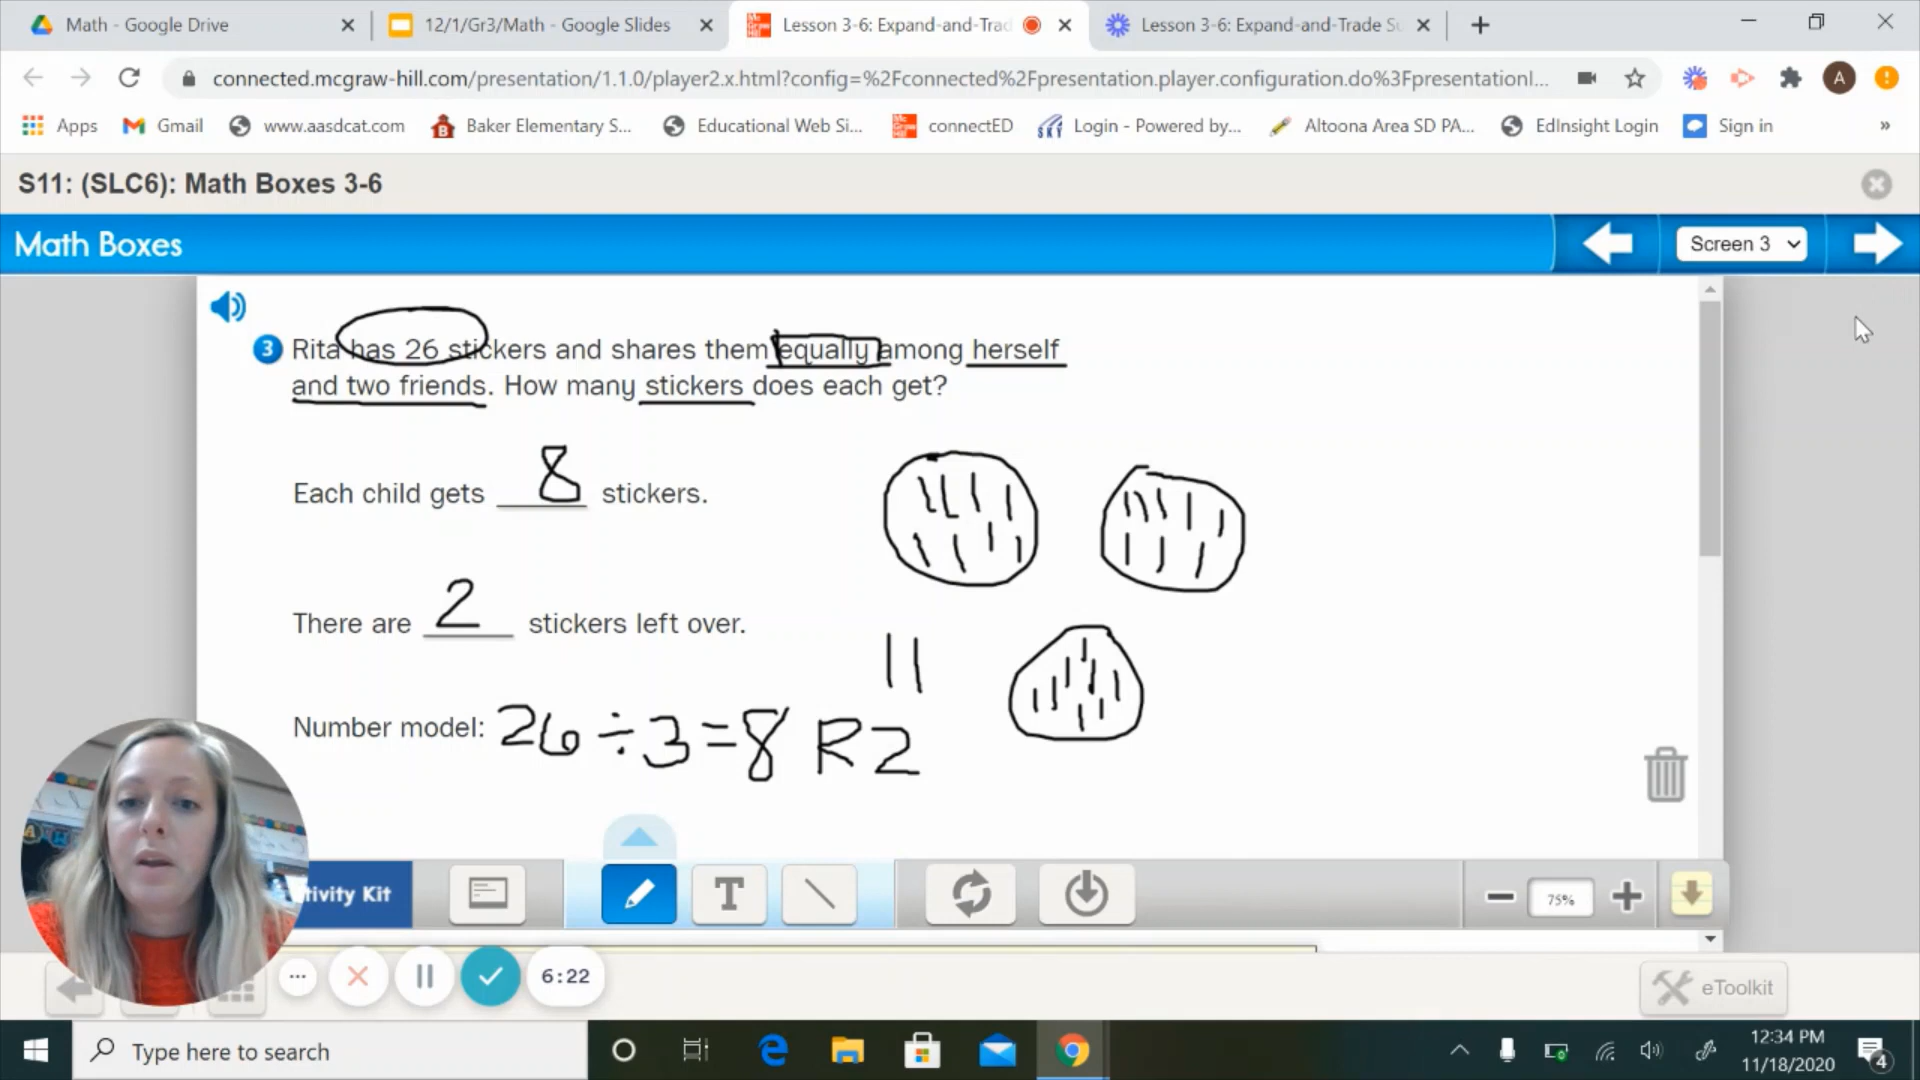 Math - Google Drive
12/1/Gr3/Math - Google Slides
Lesson 3-6: Expand-and-Trad
Lesson 3-6: Expand-and-Trade Su
connected.mcgraw-hill.com/presentation/1.1.0/player2.x.html?config=%2Fconnected%2Fpresentation.player.configuration.do%3FpresentationI...
A
Apps
Gmail
www.aasdcat.com
Baker Elementary S...
Educational Web Si...
connectED
Login - Powered by...
Altoona Area SD PA...
EdInsight Login
Sign in
»
S11: (SLC6): Math Boxes 3-6
Math Boxes
Screen 3
3 Rita has 26 stickers and shares them equally among herself
and two friends. How many stickers does each get?
Each child gets 8 stickers.
There are 2 stickers left over.
Number model: 26 ÷ 3 = 8 R2
tivity Kit
T
75%
6:22
eToolkit
Type here to search
12:34 PM
11/18/2020
4